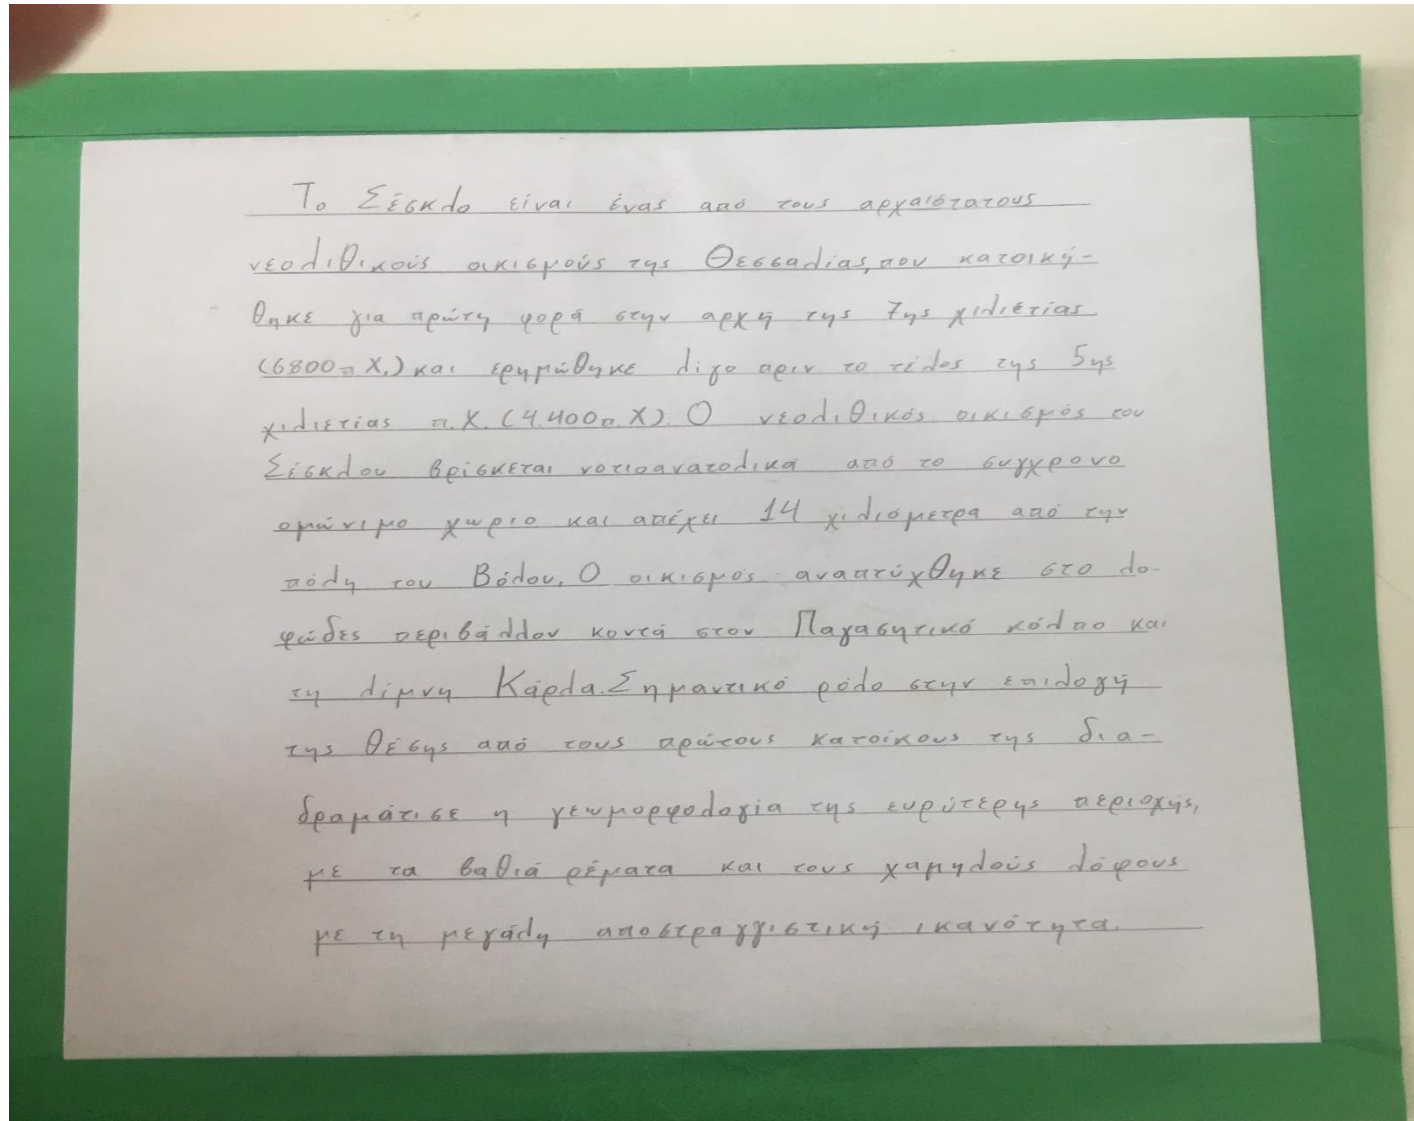 Το Σέσκλο είναι ένας από τους αρχαιότατους
νεολιθικούς οικισμούς της Θεσσαλίας, που κατοική-
θηκε για πρώτη φορά στην αρχή της 7ης χιλιετίας
(6800 π Χ.) και ερημώθηκε λίγο πριν το τέλος της 5ης
χιλιετίας π.Χ. (4.400π.Χ). Ο νεολιθικός οικισμός του
Σέσκλου βρίσκεται νοτιοανατολικά από το συγχρονο
ομώνιμο χωριο και απέχει 14 χιλιόμετρα από την
πόλη του Βόλου. Ο οικισμός αναπτύχθηκε στο λο-
φώδες περιβάλλον κοντά στον Παγασητικό κόλπο και
τη λίμνη Κάρλα. Σημαντικό ρόλο στην επιλογή
της θέσης από τους πρώτους κατοίκους της δια-
δραμάτισε η γεωμορφολογία της ευρύτερης περιοχής,
με τα βαθιά ρέματα και τους χαμηλούς λόφους
με τη μεγάλη αποστραγγιστική ικανότητα.